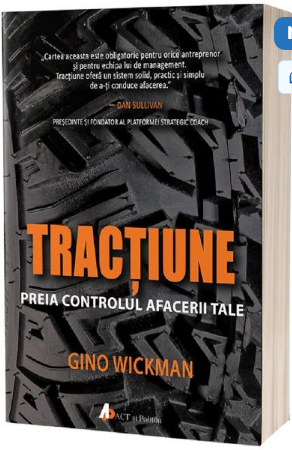 „Cartea aceasta este obligatorie pentru orice antreprenor
și pentru echipa lui de management.
Tracțiune oferă un sistem solid, practic și simplu
de a-ți conduce afacerea.”
— DAN SULLIVAN
PREȘEDINTE ȘI FONDATOR AL PLATFORMEI STRATEGIC COACH
TRACȚIUNE
PREIA CONTROLUL AFACERII TALE
GINO WICKMAN
ACT și Politon